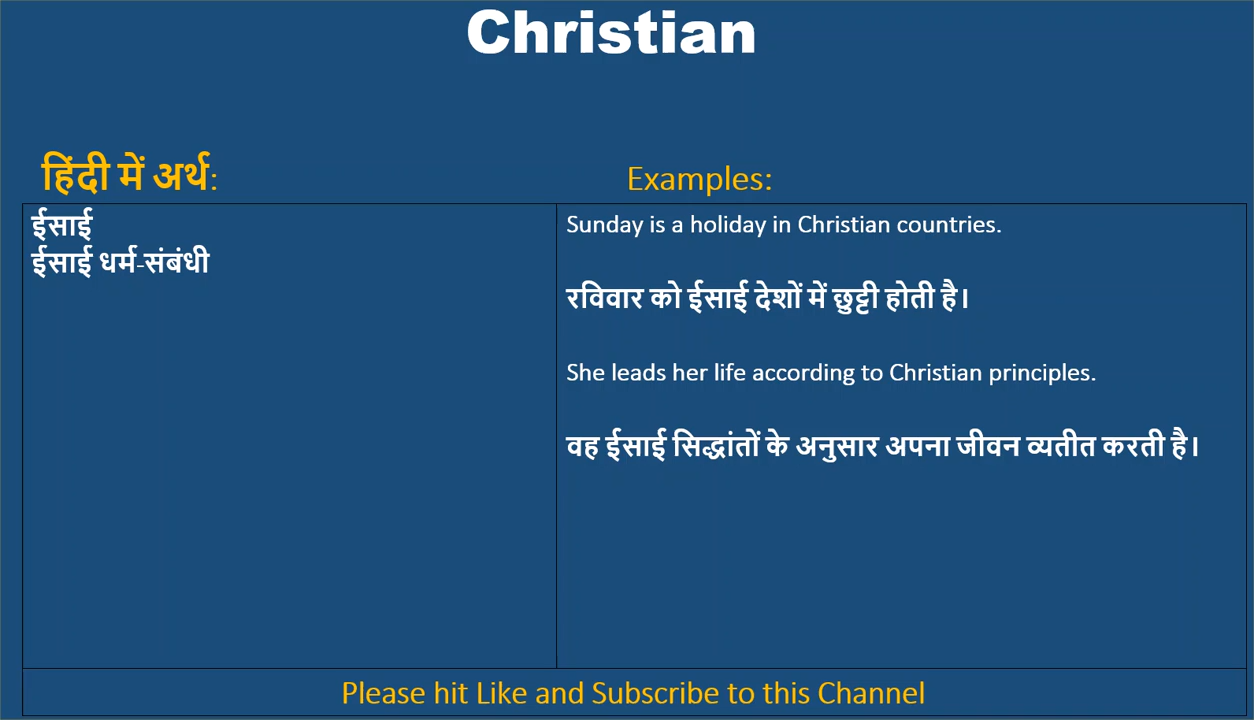 Christian
हिंदी में अर्थ:
Examples:
ईसाई
ईसाई धर्म-संबंधी
Sunday is a holiday in Christian countries.
रविवार को ईसाई देशों में छुट्टी होती है।
She leads her life according to Christian principles.
वह ईसाई सिद्धांतों के अनुसार अपना जीवन व्यतीत करती है।
Please hit Like and Subscribe to this Channel